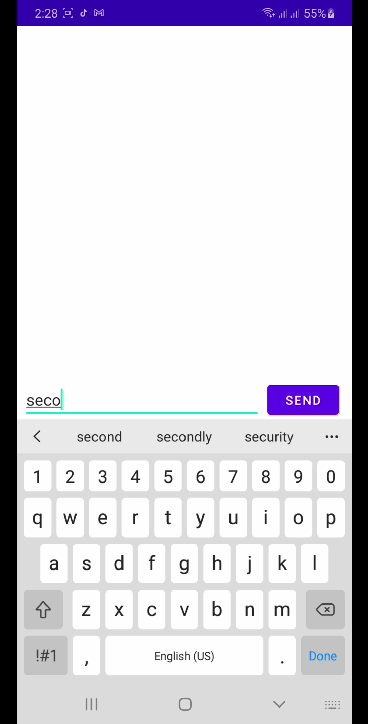 2:28 55%
seco SEND
second secondly security
1 2 3 4 5 6 7 8 9 0
q w e r t y u i o p
a s d f g h j k l
z x c v b n m
!#1 , English (US) . Done